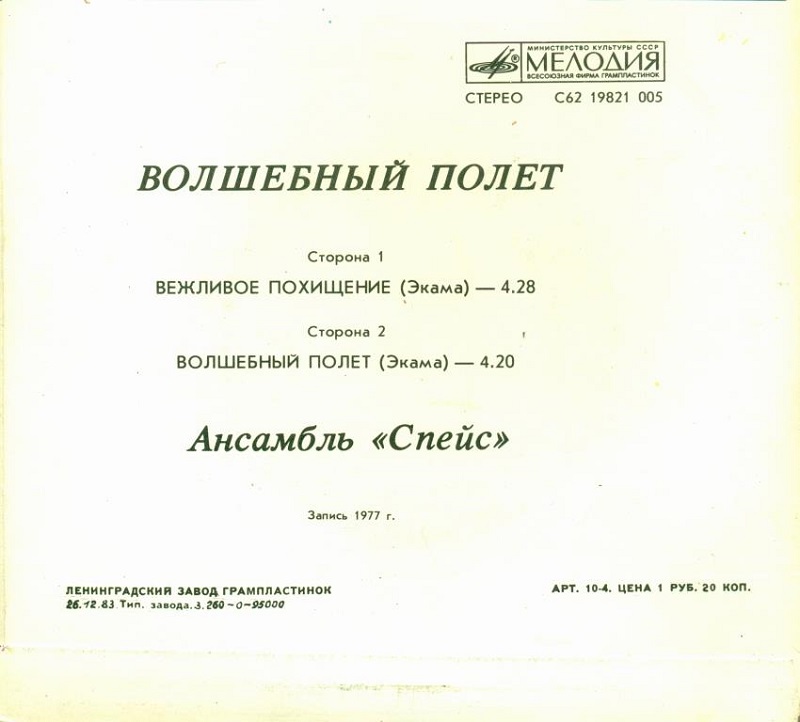 МИНИСТЕРСТВО КУЛЬТУРЫ СССР
® МЕЛОДИЯ
ВСЕСОЮЗНАЯ ФИРМА ГРАМПЛАСТИНОК
СТЕРЕО С62 19821 005
ВОЛШЕБНЫЙ ПОЛЕТ
Сторона 1
ВЕЖЛИВОЕ ПОХИЩЕНИЕ (Экама) — 4.28
Сторона 2
ВОЛШЕБНЫЙ ПОЛЕТ (Экама) — 4.20
Ансамбль «Спейс»
Запись 1977 г.
ЛЕНИНГРАДСКИЙ ЗАВОД ГРАМПЛАСТИНОК
26.12.83 Тип. завода.З.260-0-95000
АРТ. 10-4. ЦЕНА 1 РУБ. 20 КОП.